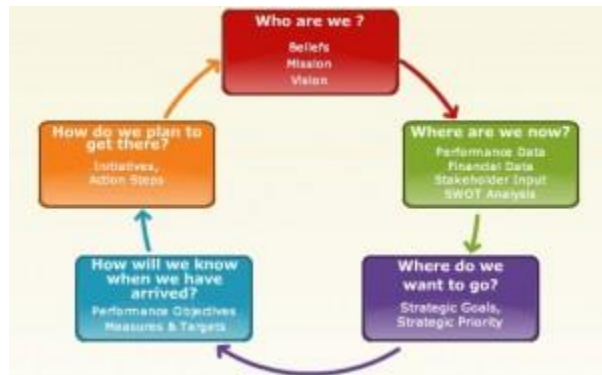 Who are we ?
Beliefs
Mission
Vision
Where are we now?
Performance Data
Financial Data
Stakeholder Input
SWOT Analysis
Where do we
want to go?
Strategic Goals,
Strategic Priority
How will we know
when we have
arrived?
Performance Objectives
Measures & Targets
How do we plan to
get there?
Initiatives,
Action Steps